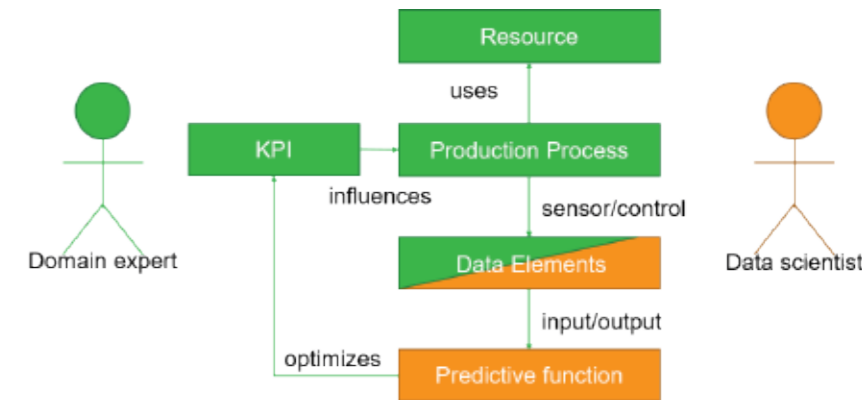 Resource
uses
KPI
Production Process
influences
sensor/control
Domain expert
Data Elements
Data scientist
input/output
optimizes
Predictive function